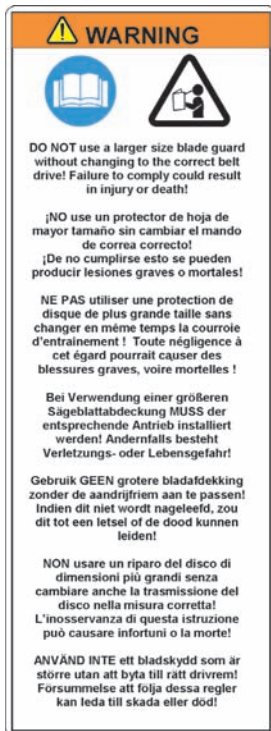 WARNING
DO NOT use a larger size blade guard
without changing to the correct belt
drive! Failure to comply could result
in injury or death!
¡NO use un protector de hoja de
mayor tamaño sin cambiar el mando
de correa correcto!
¡De no cumplirse esto se pueden
producir lesiones graves o mortales!
NE PAS utiliser une protection de
disque de plus grande taille sans
changer en même temps la courroie
d'entraînement ! Toute négligence à
cet égard pourrait causer des
blessures graves, voire mortelles !
Bei Verwendung einer größeren
Sägeblattabdeckung MUSS der
entsprechende Antrieb installiert
werden! Andernfalls besteht
Verletzungs- oder Lebensgefahr!
Gebruik GEEN grotere bladafdekking
zonder de aandrijfriem aan te passen!
Indien dit niet wordt nageleefd, zou
dit tot een letsel of de dood kunnen
leiden!
NON usare un riparo del disco di
dimensioni più grandi senza
cambiare anche la trasmissione del
disco nella misura corretta!
L'inosservanza di questa istruzione
può causare infortuni o la morte!
ANVÄND INTE ett bladskydd som är
större utan att byta till rätt drivrem!
Försummelse att följa dessa regler
kan leda till skada eller död!